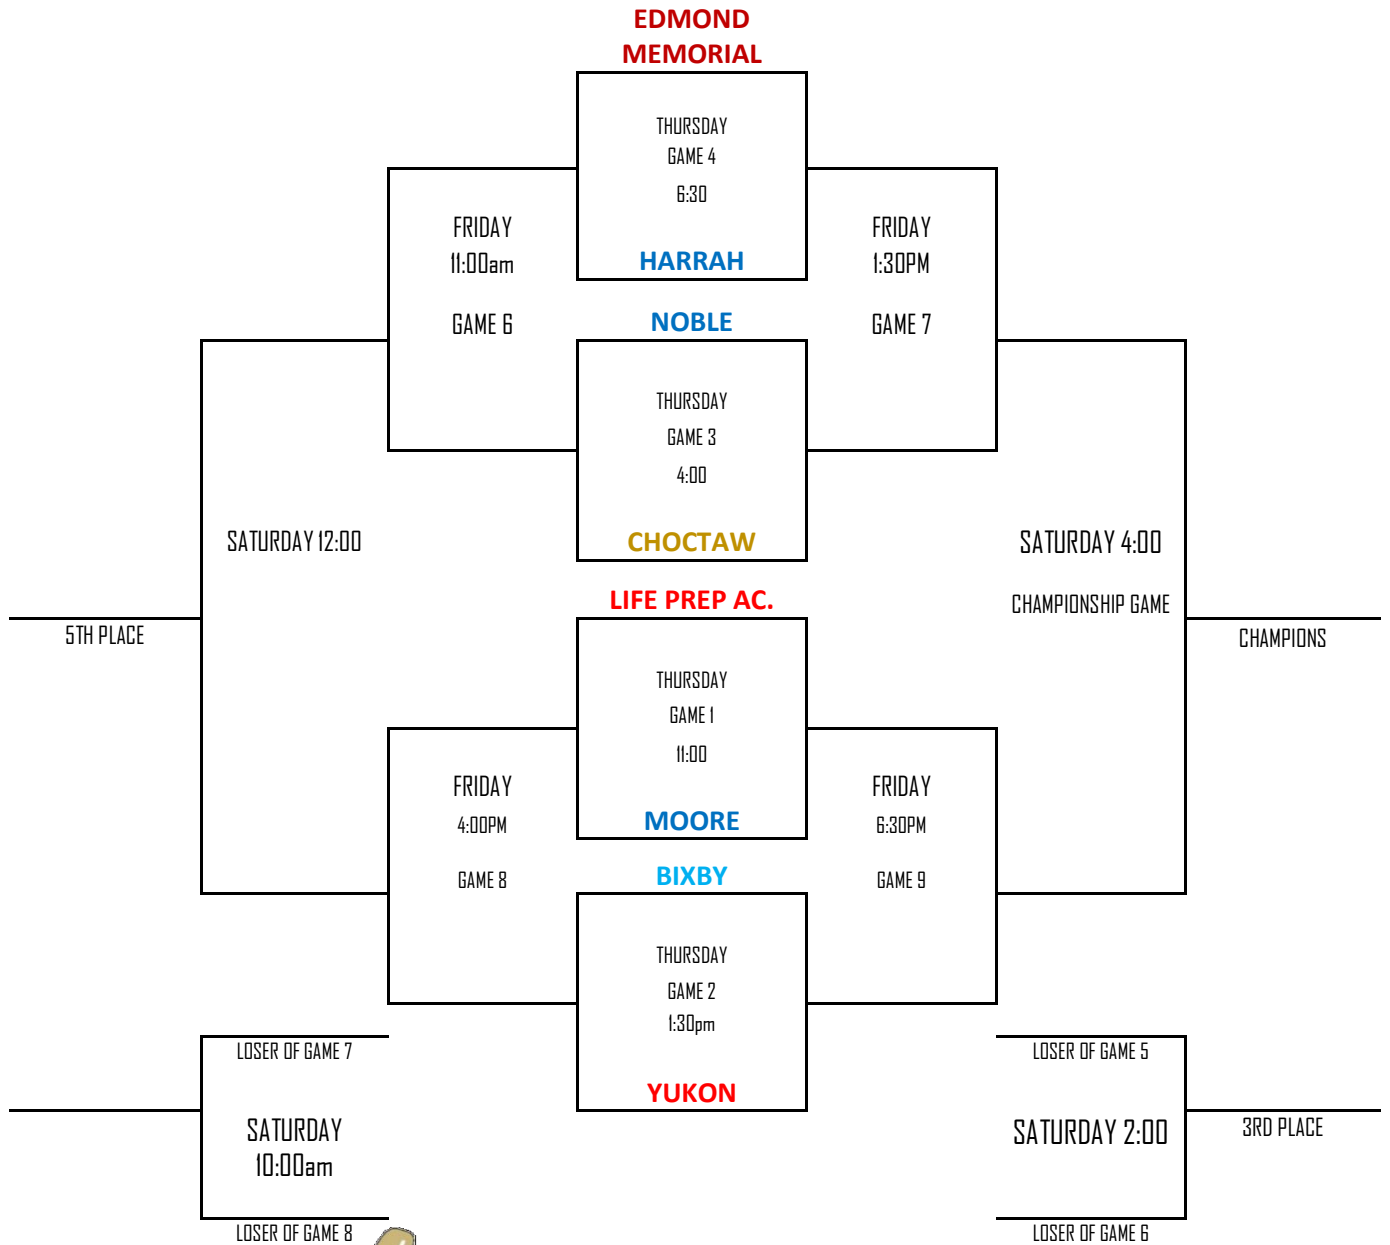 EDMOND
MEMORIAL
THURSDAY
GAME 4
6:30
HARRAH
FRIDAY
11:00am
GAME 6
FRIDAY
1:30PM
GAME 7
NOBLE
THURSDAY
GAME 3
4:00
CHOCTAW
SATURDAY 12:00
SATURDAY 4:00
CHAMPIONSHIP GAME
5TH PLACE
CHAMPIONS
LIFE PREP AC.
THURSDAY
GAME 1
11:00
MOORE
FRIDAY
4:00PM
GAME 8
FRIDAY
6:30PM
GAME 9
BIXBY
THURSDAY
GAME 2
1:30pm
YUKON
LOSER OF GAME 7
SATURDAY
10:00am
LOSER OF GAME 8
LOSER OF GAME 5
SATURDAY 2:00
3RD PLACE
LOSER OF GAME 6